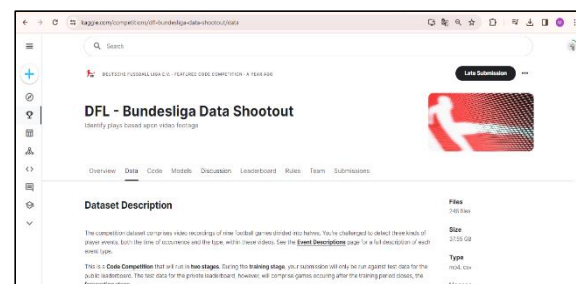 kaggle.com/competitions/dfl-bundesliga-data-shootout/data
Search
DEUTSCHE FUSSBALL LIGA E.V. · FEATURED CODE COMPETITION · A YEAR AGO
Late Submission
DFL - Bundesliga Data Shootout
Identify plays based upon video footage
Overview Data Code Models Discussion Leaderboard Rules Team Submissions
Dataset Description
Files
746 files
The competition dataset comprises video recordings of nine football games divided into halves. You're challenged to detect three kinds of
player events, both the time of occurrence and the type, within these videos. See the Event Descriptions page for a full description of each
event type.
Size
37.55 GB
Type
mp4, csv
This is a Code Competition that will run in two stages. During the training stage, your submission will only be run against test data for the
public leaderboard. The test data for the private leaderboard, however, will comprise games occuring after the training period closes, the